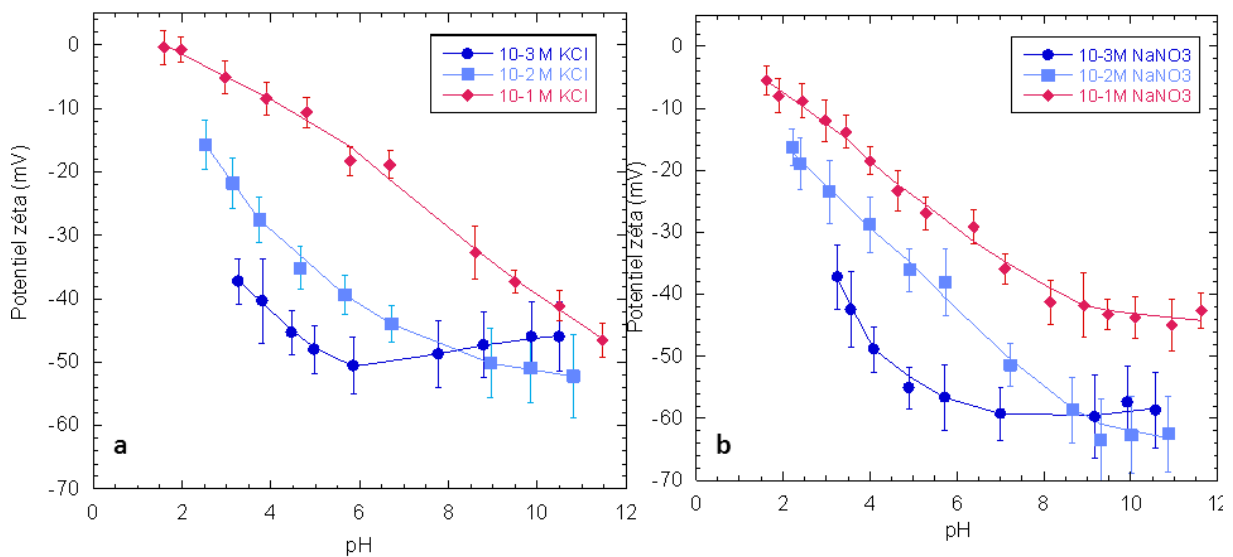 0
-10
-20
-30
-40
-50
-60
-70
Potentiel zéta (mV)
10-3 M KCl
10-2 M KCl
10-1 M KCl
a
0 2 4 6 8 10 12
pH
0
-10
-20
-30
-40
-50
-60
-70
Potentiel zéta (mV)
10-3M NaNO3
10-2M NaNO3
10-1M NaNO3
b
0 2 4 6 8 10 12
pH